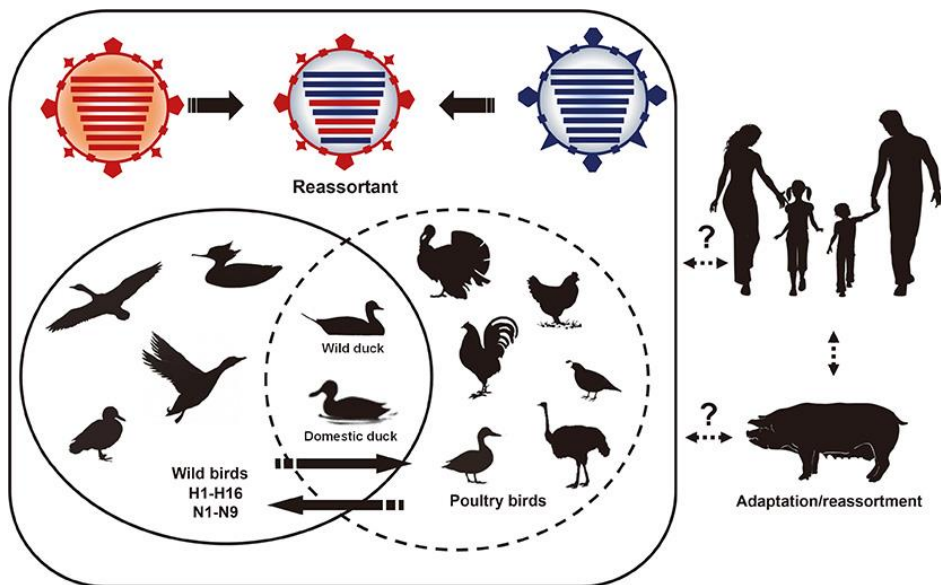 Reassortant
?
Wild duck
Domestic duck
Wild birds
H1-H16
N1-N9
Poultry birds
?
Adaptation/reassortment